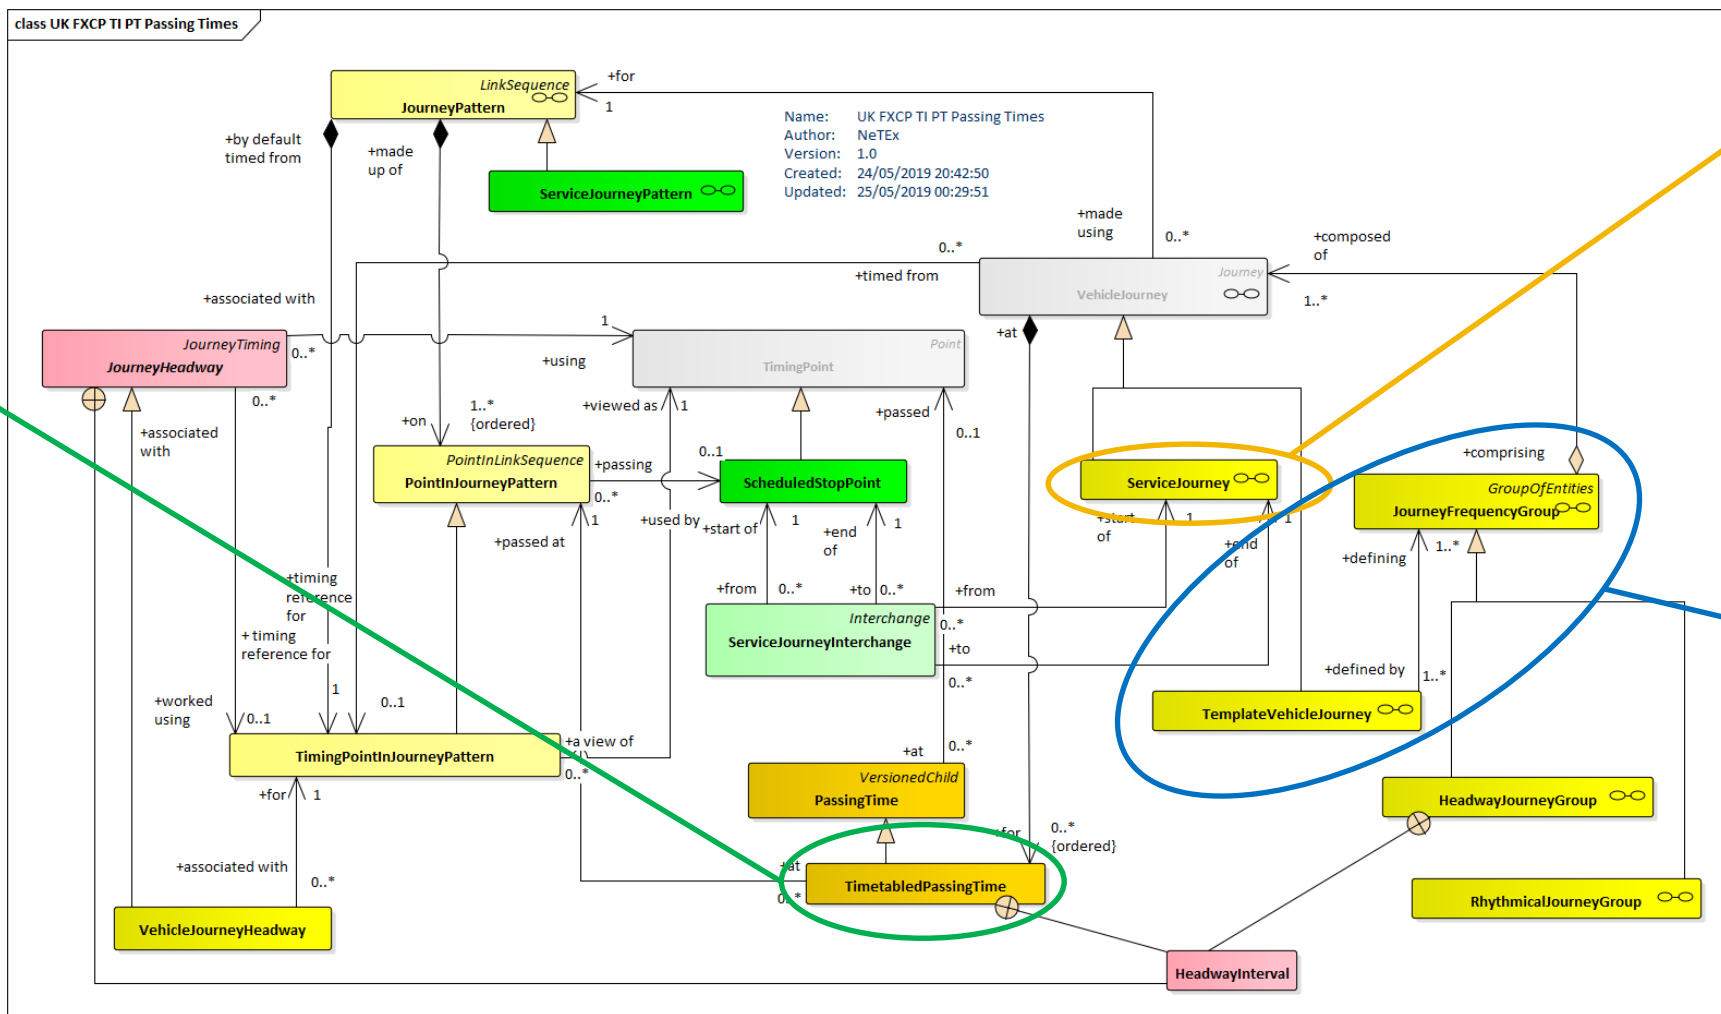 class UK FXCP TI PT Passing Times
LinkSequence
JourneyPattern
+for
1
Name: UK FXCP TI PT Passing Times
Author: NeTEx
Version: 1.0
Created: 24/05/2019 20:42:50
Updated: 25/05/2019 00:29:51
+by default
timed from
+made
up of
ServiceJourneyPattern
+made
using
0..*
0..*
+composed
of
+timed from
Journey
VehicleJourney
1..*
+associated with
JourneyTiming
JourneyHeadway
0..*
1
+using
Point
TimingPoint
+at
0..*
+associated
with
+on
1..*
{ordered}
+viewed as
1
+passed
0..1
PointInLinkSequence
PointInJourneyPattern
+passing
0..*
0..1
ScheduledStopPoint
ServiceJourney
+comprising
GroupOfEntities
JourneyFrequencyGroup
1
+passed at
+used by
+start of
1
+end
of
1
+start
of
1
+end
of
1
+defining
1..*
+timing
reference
for
+from
0..*
+to
0..*
+from
Interchange
ServiceJourneyInterchange
0..*
+to
0..*
+ timing
reference for
1
0..1
+defined by
1..*
+worked
using
0..1
TemplateVehicleJourney
TimingPointInJourneyPattern
+a view of
0..*
+at
0..*
+for
1
VersionedChild
PassingTime
HeadwayJourneyGroup
+for
0..*
{ordered}
+associated with
0..*
+at
0..*
TimetabledPassingTime
RhythmicalJourneyGroup
VehicleJourneyHeadway
HeadwayInterval